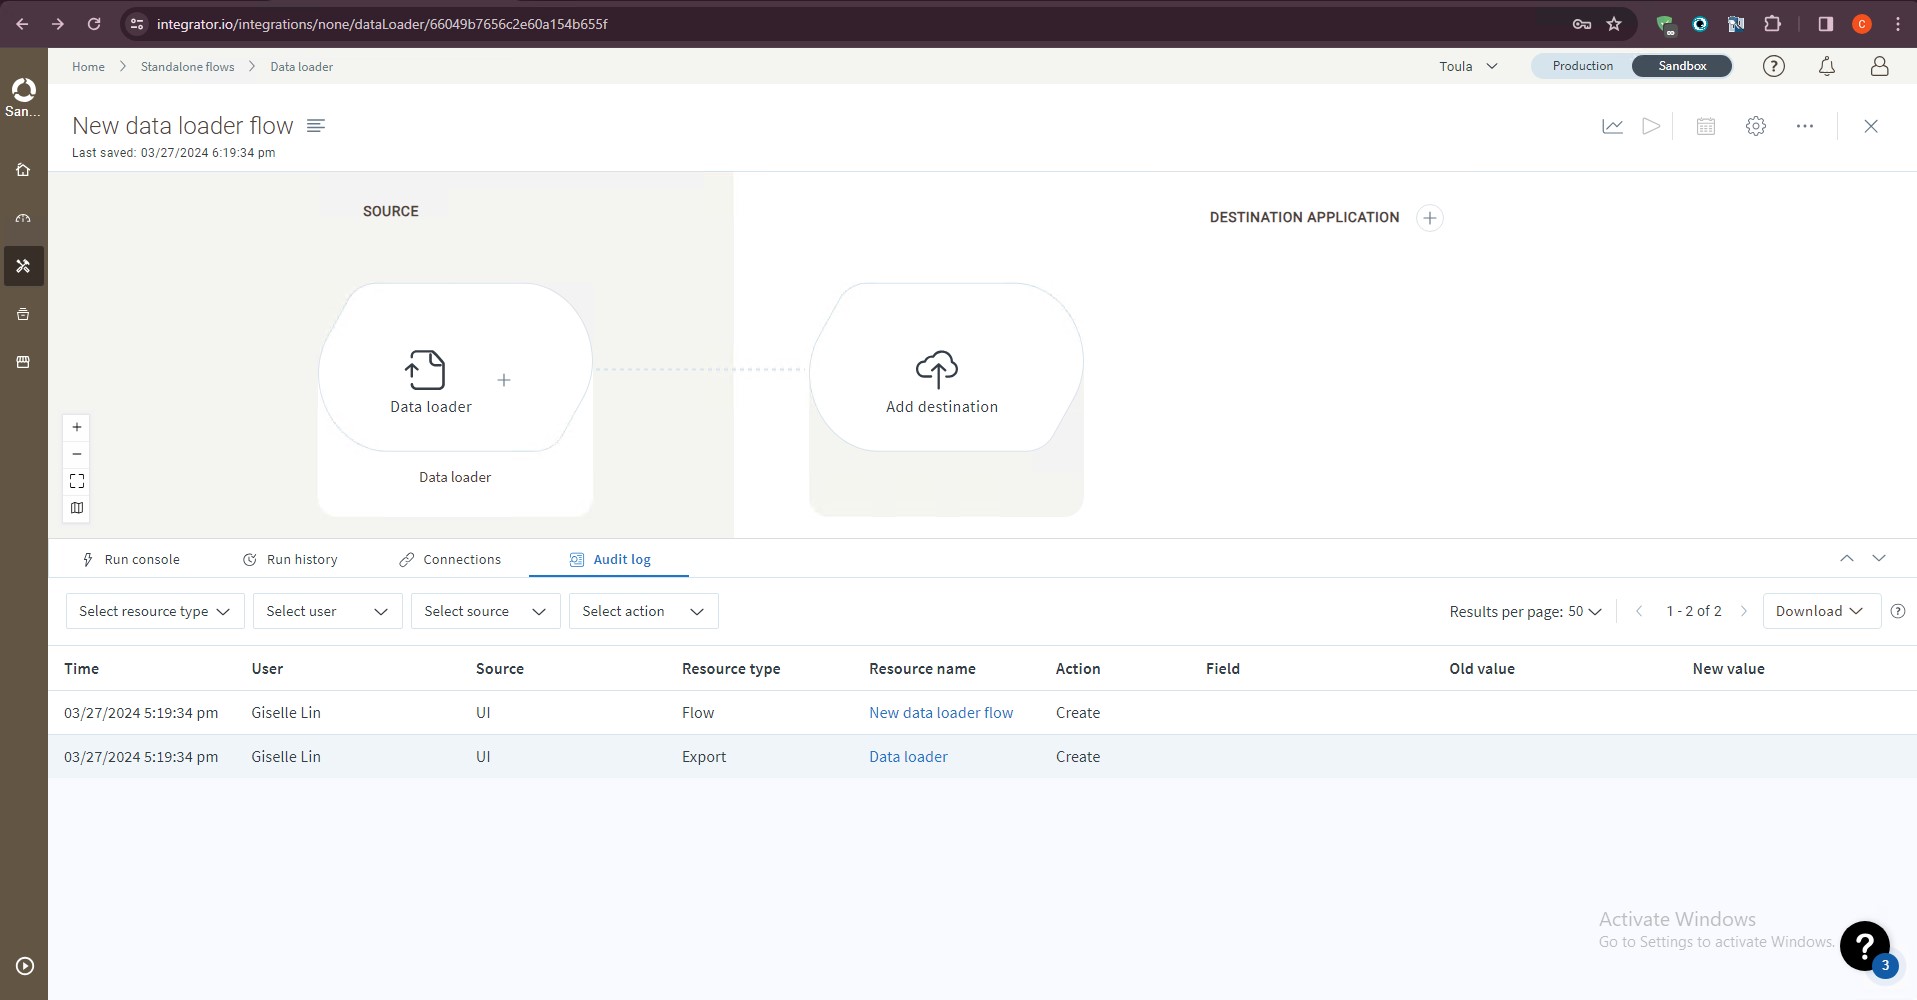 integrator.io/integrations/none/dataLoader/66049b7656c2e60a154b655f
C
Home
Standalone flows
Data loader
Toula
Production
Sandbox
San...
New data loader flow
Last saved: 03/27/2024 6:19:34 pm
SOURCE
DESTINATION APPLICATION
Data loader
Add destination
Data loader
Run console
Run history
Connections
Audit log
Select resource type
Select user
Select source
Select action
Results per page: 50
1 - 2 of 2
Download
Time User Source Resource type Resource name Action Field Old value New value
03/27/2024 5:19:34 pm Giselle Lin UI Flow New data loader flow Create
03/27/2024 5:19:34 pm Giselle Lin UI Export Data loader Create
Activate Windows
Go to Settings to activate Windows.
3